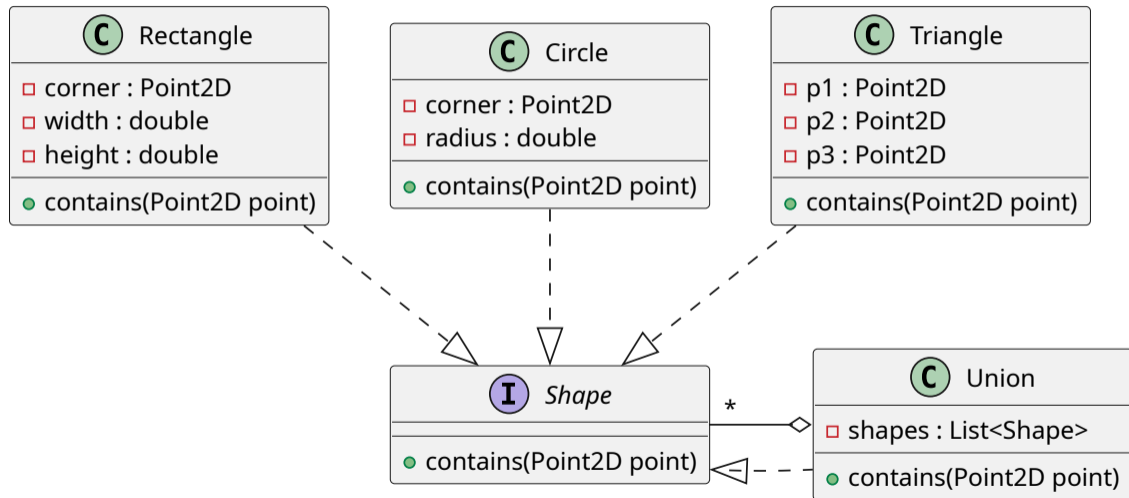 C Rectangle
corner : Point2D
width : double
height : double
contains(Point2D point)
C Circle
corner : Point2D
radius : double
contains(Point2D point)
C Triangle
p1 : Point2D
p2 : Point2D
p3 : Point2D
contains(Point2D point)
I Shape
contains(Point2D point)
*
C Union
shapes : List<Shape>
contains(Point2D point)